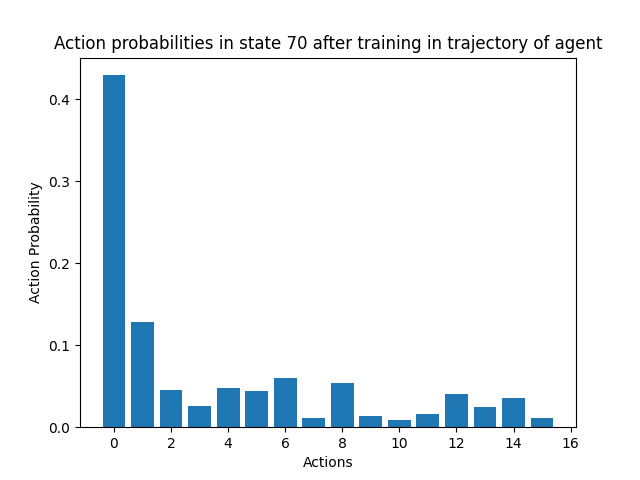 Action probabilities in state 70 after training in trajectory of agent
Action Probability
0.4
0.3
0.2
0.1
0.0
0 2 4 6 8 10 12 14 16
Actions